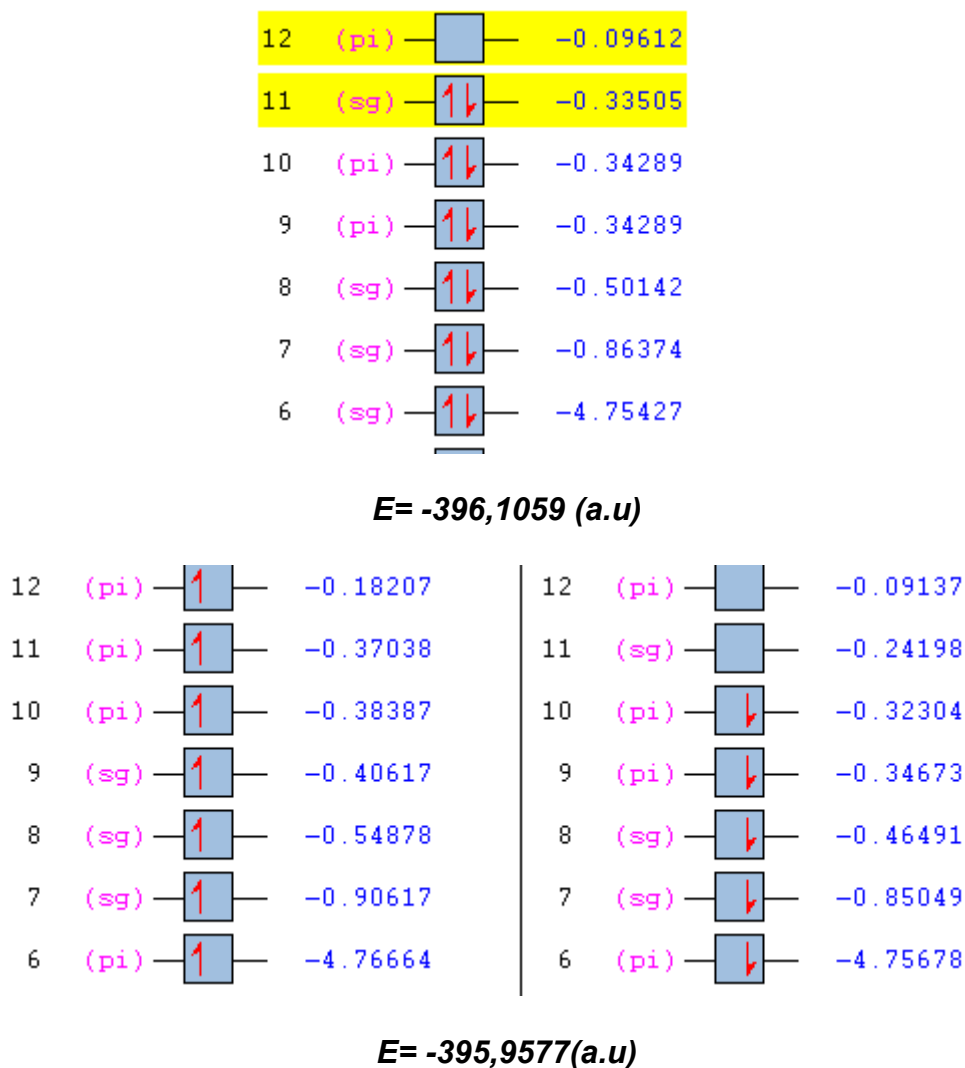 12 (pi) -0.09612
11 (sg) -0.33505
10 (pi) -0.34289
9 (pi) -0.34289
8 (sg) -0.50142
7 (sg) -0.86374
6 (sg) -4.75427
E= -396,1059 (a.u)
12 (pi) -0.18207 12 (pi) -0.09137
11 (pi) -0.37038 11 (sg) -0.24198
10 (pi) -0.38387 10 (pi) -0.32304
9 (sg) -0.40617 9 (pi) -0.34673
8 (sg) -0.54878 8 (sg) -0.46491
7 (sg) -0.90617 7 (sg) -0.85049
6 (pi) -4.76664 6 (pi) -4.75678
E= -395,9577(a.u)